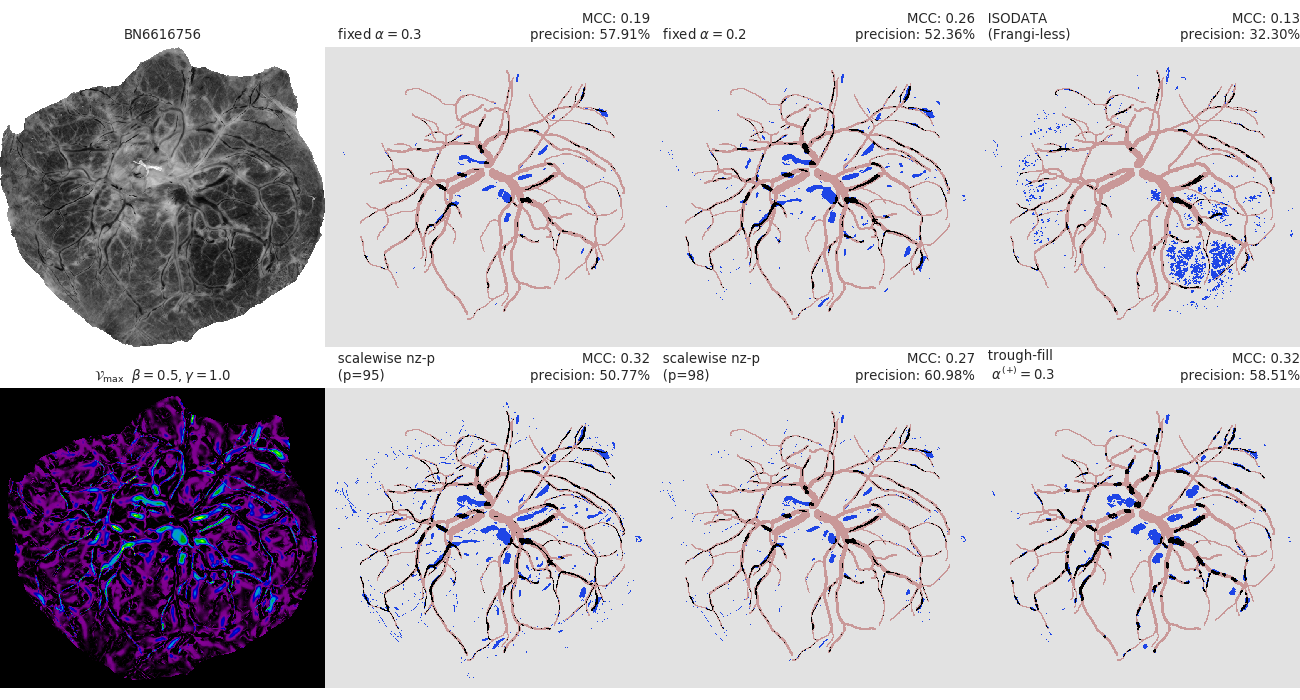 BN6616756
fixed α = 0.3
MCC: 0.19
precision: 57.91%
fixed α = 0.2
MCC: 0.26
precision: 52.36%
ISODATA
(Frangi-less)
MCC: 0.13
precision: 32.30%
𝒱max β = 0.5, γ = 1.0
scalewise nz-p
(p=95)
MCC: 0.32
precision: 50.77%
scalewise nz-p
(p=98)
MCC: 0.27
precision: 60.98%
trough-fill
α(+) = 0.3
MCC: 0.32
precision: 58.51%